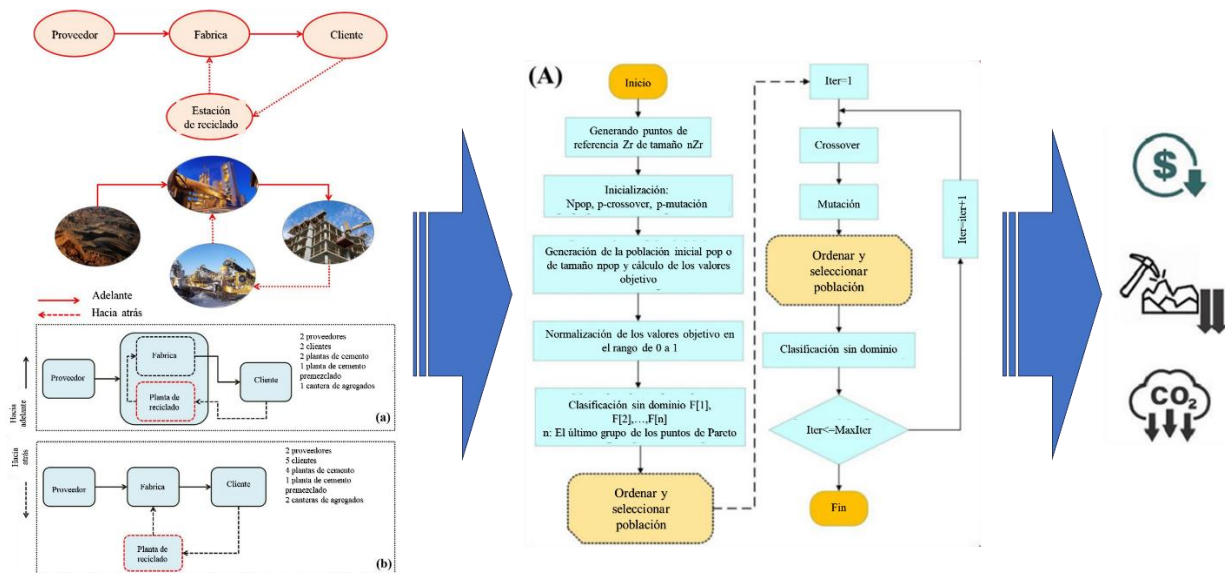 Proveedor
Fabrica
Cliente
Estación
de reciclado
Adelante
Hacia atrás
Hacia
adelante
Proveedor
Fabrica
Planta de
reciclado
Cliente
2 proveedores
2 clientes
2 plantas de cemento
1 planta de cemento
premezclado
1 cantera de agregados
(a)
Hacia
atrás
Proveedor
Fabrica
Cliente
Planta de
reciclado
2 proveedores
5 clientes
4 plantas de cemento
1 planta de cemento
premezclado
2 canteras de agregados
(b)
(A)
Inicio
Generando puntos de
referencia Zr de tamaño nZr
Inicialización:
Npop, p-crossover, p-mutación
Generación de la población inicial pop o
de tamaño npop y cálculo de los valores
objetivo
Normalización de los valores objetivo en
el rango de 0 a 1
Clasificación sin dominio F[1],
F[2],…,F[n]
n: El último grupo de los puntos de Pareto
Ordenar y
seleccionar
población
Iter=1
Crossover
Mutación
Ordenar y
seleccionar
población
Clasificación sin dominio
Iter<=MaxIter
Iter=iter+1
Fin
$
CO2